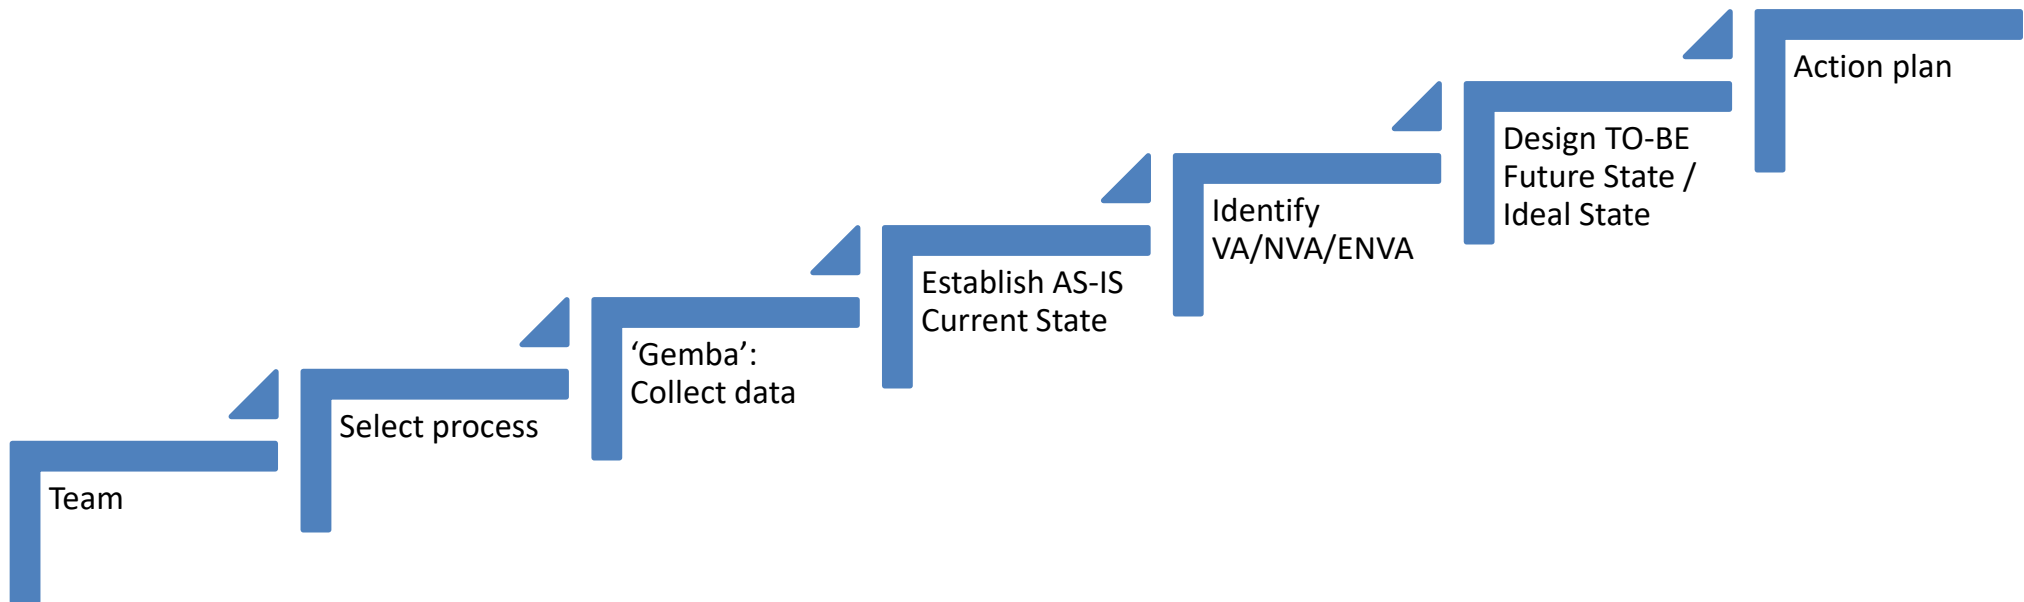 Team
Select process
‘Gemba’:
Collect data
Establish AS-IS
Current State
Identify
VA/NVA/ENVA
Design TO-BE
Future State /
Ideal State
Action plan